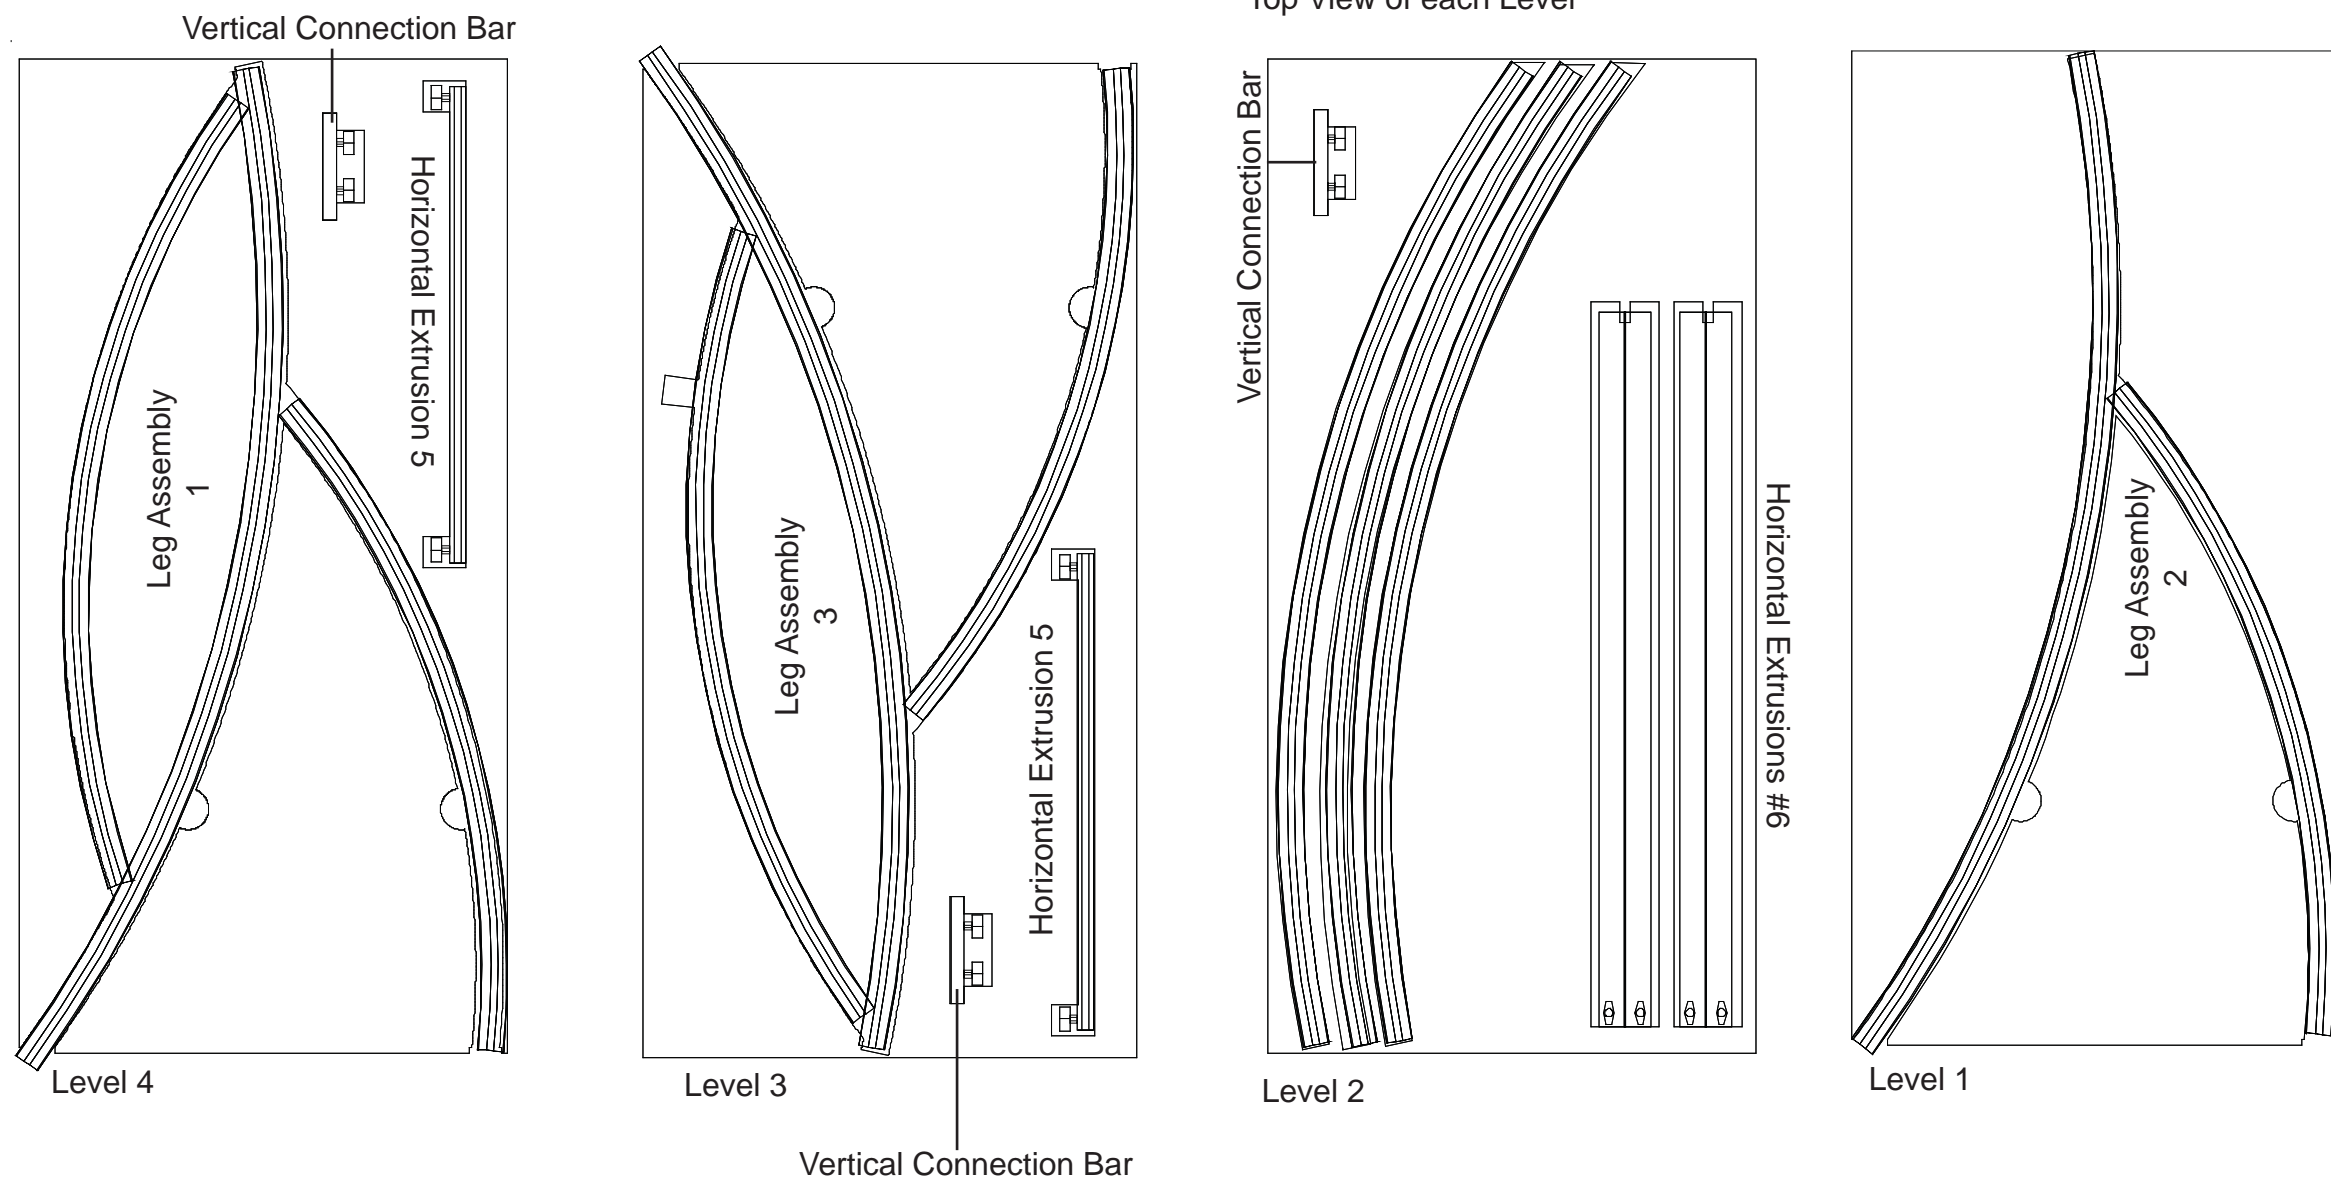 Top View of each Level
Vertical Connection Bar
Horizontal Extrusion 5
Leg Assembly
1
Level 4
Leg Assembly
3
Horizontal Extrusion 5
Level 3
Vertical Connection Bar
Vertical Connection Bar
Horizontal Extrusions #6
Level 2
Leg Assembly
2
Level 1